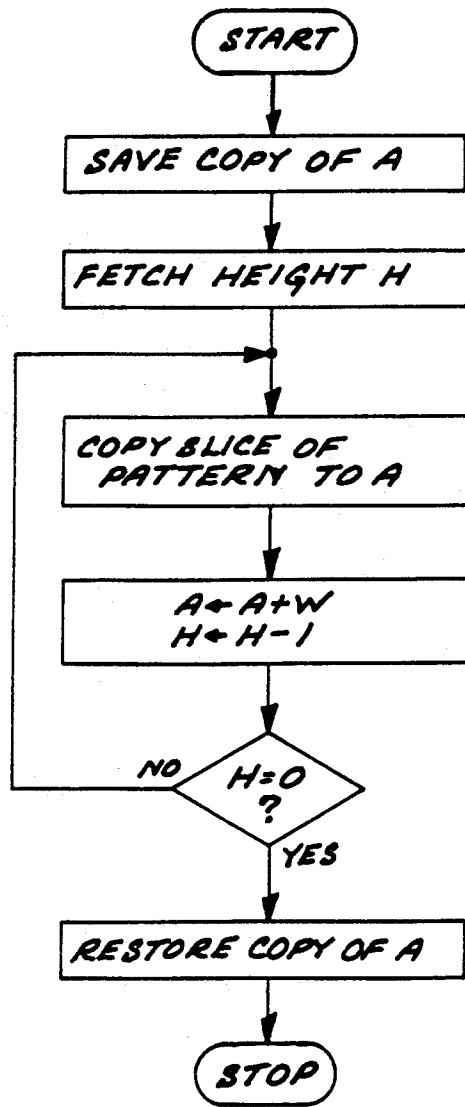 START
SAVE COPY OF A
FETCH HEIGHT H
COPY SLICE OF
PATTERN TO A
A←A+W
H←H-1
H=0
?
NO
YES
RESTORE COPY OF A
STOP